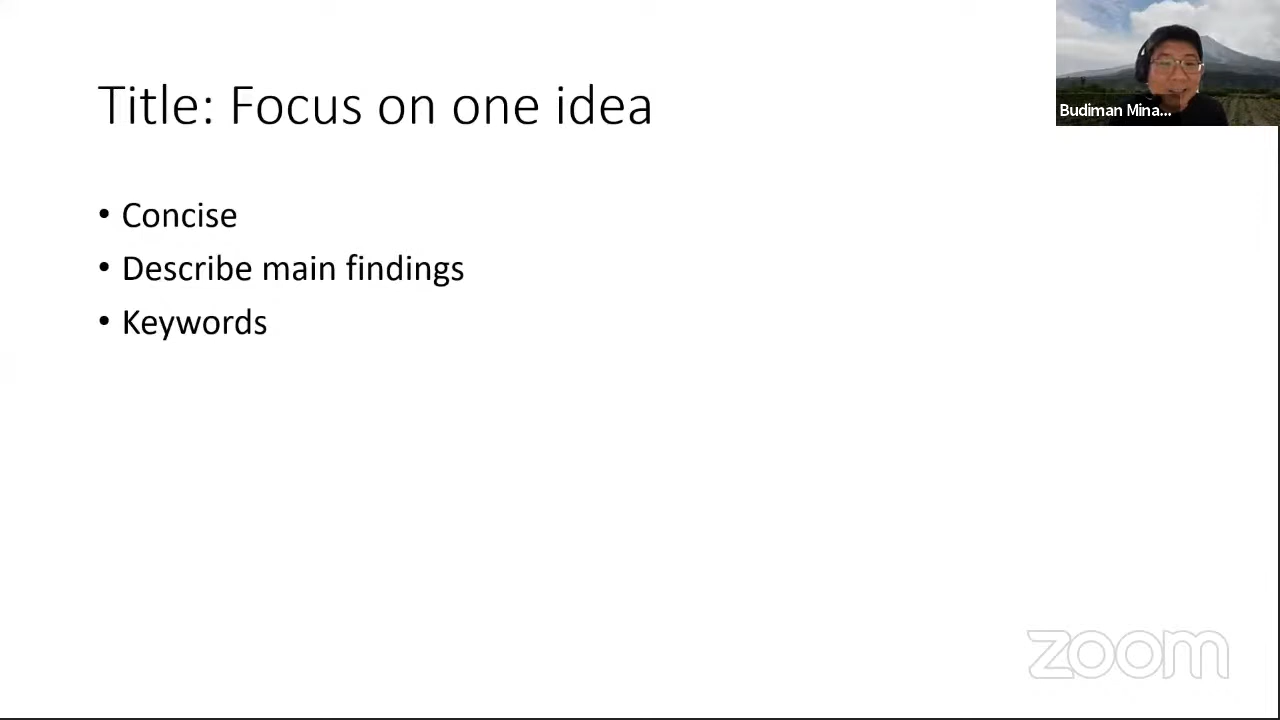 Title: Focus on one idea
Budiman Mina...
• Concise
• Describe main findings
• Keywords
zoom